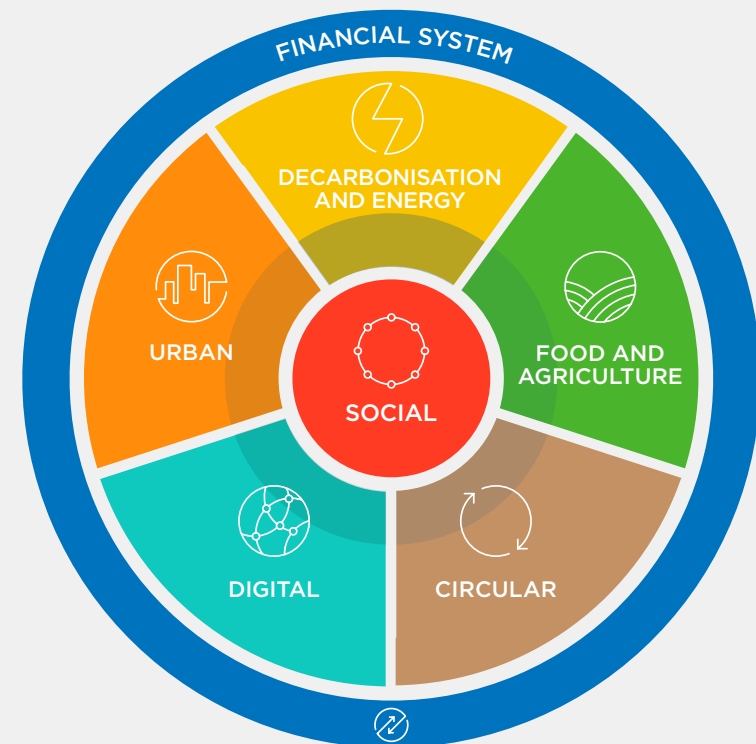 FINANCIAL SYSTEM
DECARBONISATION
AND ENERGY
URBAN
FOOD AND
AGRICULTURE
SOCIAL
DIGITAL
CIRCULAR